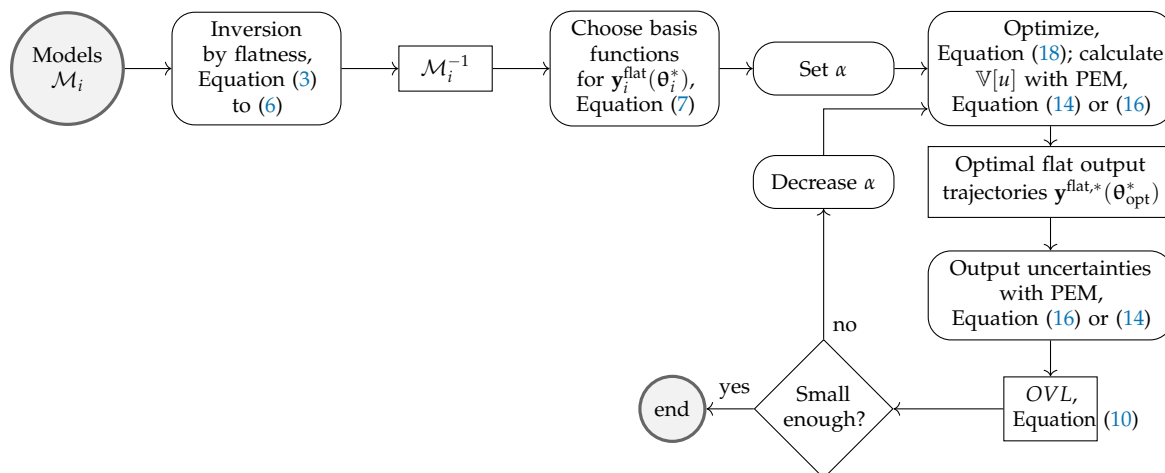 Models
ℳᵢ
Inversion
by flatness,
Equation (3)
to (6)
ℳᵢ⁻¹
Choose basis
functions
for 𝐲ᵢ^flat(𝛉ᵢ*),
Equation (7)
Set α
Optimize,
Equation (18); calculate
𝕍[u] with PEM,
Equation (14) or (16)
Decrease α
Optimal flat output
trajectories 𝐲^flat,*(𝛉*_opt)
Output uncertainties
with PEM,
Equation (16) or (14)
no
OVL,
Equation (10)
Small
enough?
yes
end